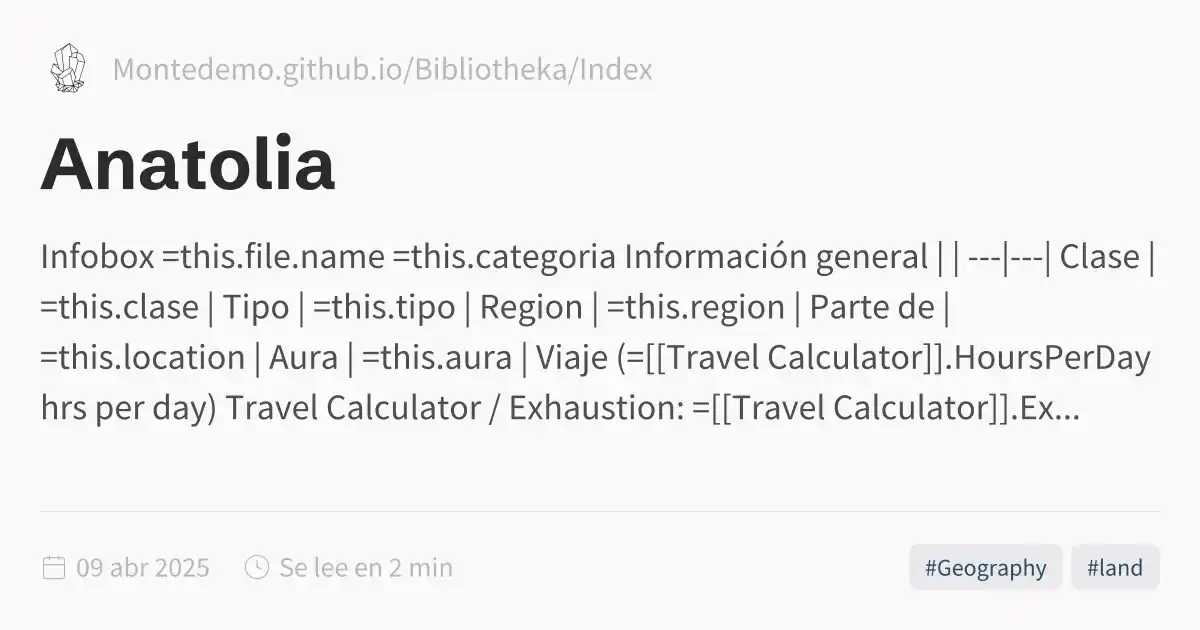 Montedemo.github.io/Bibliotheka/Index
Anatolia
Infobox =this.file.name =this.categoria Información general | | ---|---| Clase |
=this.clase | Tipo | =this.tipo | Region | =this.region | Parte de |
=this.location | Aura | =this.aura | Viaje (=[[Travel Calculator]].HoursPerDay
hrs per day) Travel Calculator / Exhaustion: =[[Travel Calculator]].Ex...
09 abr 2025 Se lee en 2 min #Geography #land